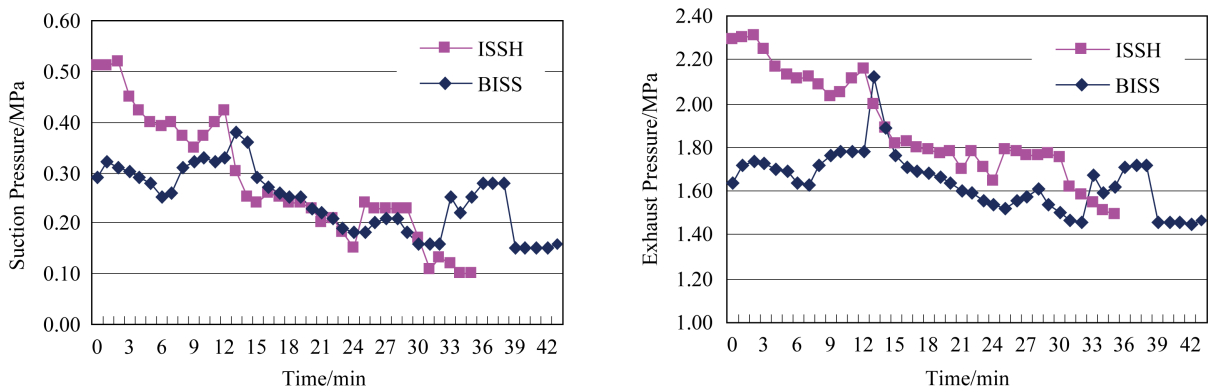 0.60
0.50
0.40
0.30
0.20
0.10
0.00
Suction Pressure/MPa
ISSH
BISS
0 3 6 9 12 15 18 21 24 27 30 33 36 39 42
Time/min
2.40
2.20
2.00
1.80
1.60
1.40
1.20
1.00
Exhaust Pressure/MPa
ISSH
BISS
0 3 6 9 12 15 18 21 24 27 30 33 36 39 42
Time/min